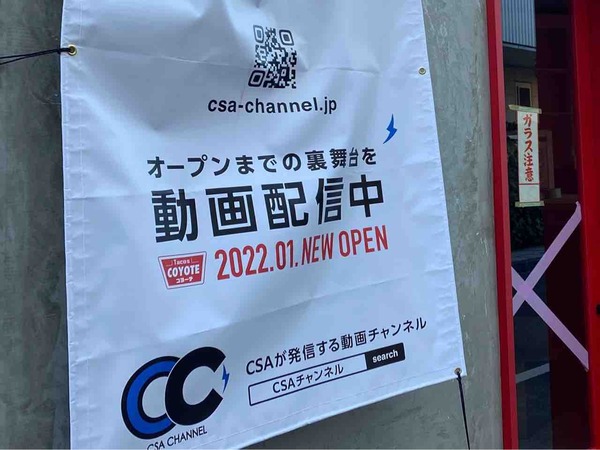 csa-channel.jp
オープンまでの裏舞台を
動画配信中
Tacos
COYOTE
コヨーテ
2022.01.NEW OPEN
CSAが発信する動画チャンネル
CSAチャンネル search
CC
CSA CHANNEL
ガラス注意